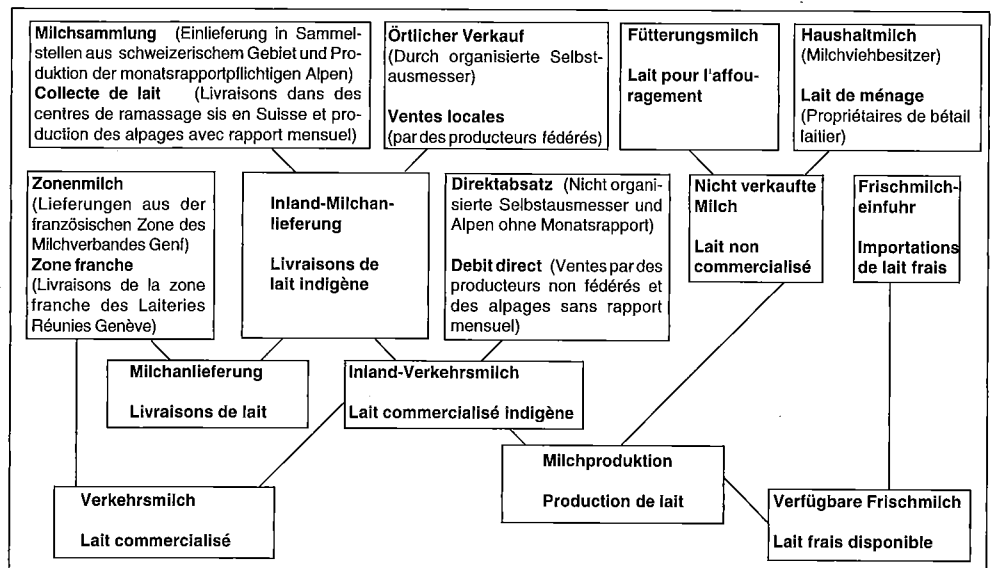 Milchsammlung (Einlieferung in Sammel-
stellen aus schweizerischem Gebiet und Pro-
duktion der monatsrapportpflichtigen Alpen)
Collecte de lait (Livraisons dans des
centres de ramassage sis en Suisse et pro-
duction des alpages avec rapport mensuel)
Örtlicher Verkauf
(Durch organisierte Selbst-
ausmesser)
Ventes locales
(par des producteurs fédérés)
Fütterungsmilch
Lait pour l'affou-
ragement
Haushaltmilch
(Milchviehbesitzer)
Lait de ménage
(Propriétaires de bétail
laitier)
Zonenmilch
(Lieferungen aus der
französischen Zone des
Milchverbandes Genf)
Zone franche
(Livraisons de la zone
franche des Laiteries
Réunies Genève)
Inland-Milchan-
lieferung
Livraisons de
lait indigène
Direktabsatz (Nicht organi-
sierte Selbstausmesser und
Alpen ohne Monatsrapport)
Debit direct (Ventes par des
producteurs non fédérés et
des alpages sans rapport
mensuel)
Nicht verkaufte
Milch
Lait non
commercialisé
Frischmilch-
einfuhr
Importations
de lait frais
Milchanlieferung
Livraisons de lait
Inland-Verkehrsmilch
Lait commercialisé indigène
Milchproduktion
Production de lait
Verkehrsmilch
Lait commercialisé
Verfügbare Frischmilch
Lait frais disponible